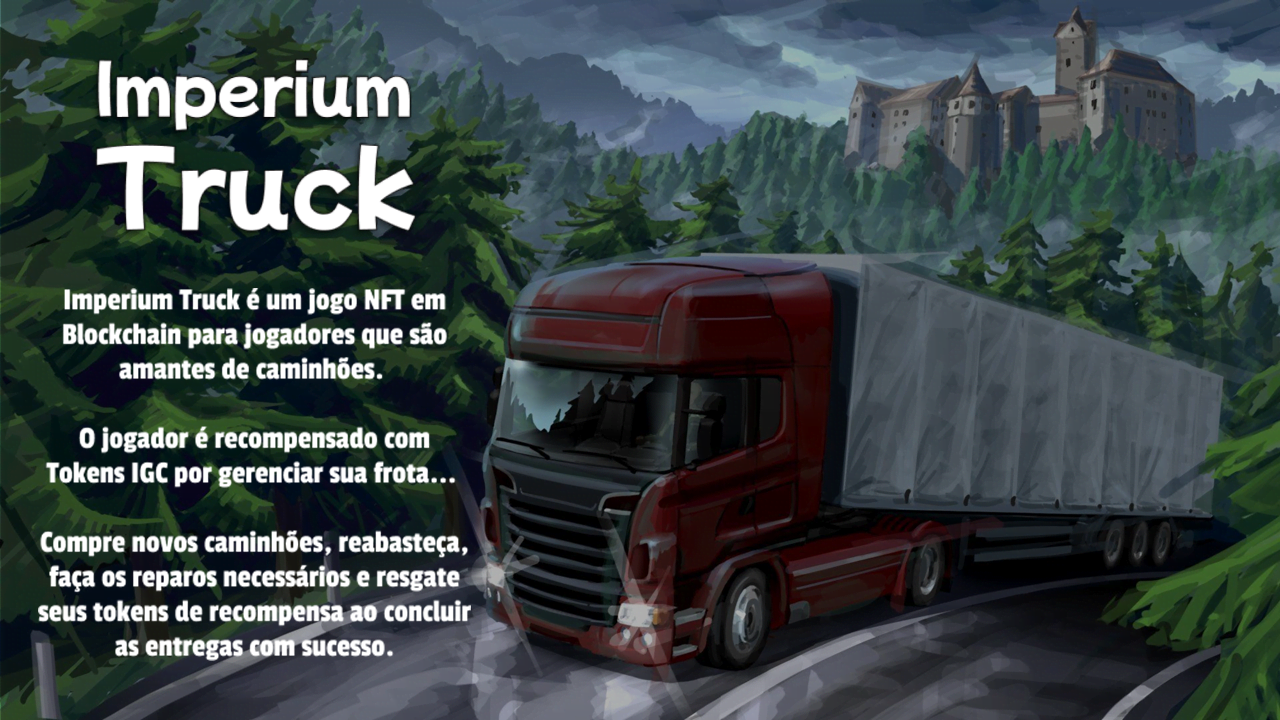 Imperium
Truck
Imperium Truck é um jogo NFT em
Blockchain para jogadores que são
amantes de caminhões.
O jogador é recompensado com
Tokens IGC por gerenciar sua frota...
Compre novos caminhões, reabasteça,
faça os reparos necessários e resgate
seus tokens de recompensa ao concluir
as entregas com sucesso.